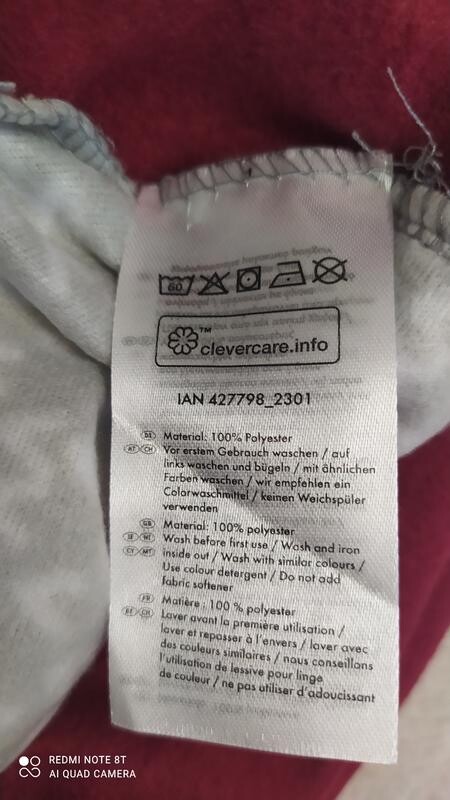 60
TM
clevercare.info
IAN 427798_2301
DE Material: 100% Polyester
AT CH Vor erstem Gebrauch waschen / auf
links waschen und bügeln / mit ähnlichen
Farben waschen / wir empfehlen ein
Colorwaschmittel / keinen Weichspüler
verwenden
GB Material: 100% polyester
IE NI Wash before first use / Wash and iron
CY MT inside out / Wash with similar colours /
Use colour detergent / Do not add
fabric softener
FR Matière : 100 % polyester
BE CH Laver avant la première utilisation /
laver et repasser à l'envers / laver avec
des couleurs similaires / nous conseillons
l'utilisation de lessive pour linge
de couleur / ne pas utiliser d'adoucissant
REDMI NOTE 8T
AI QUAD CAMERA